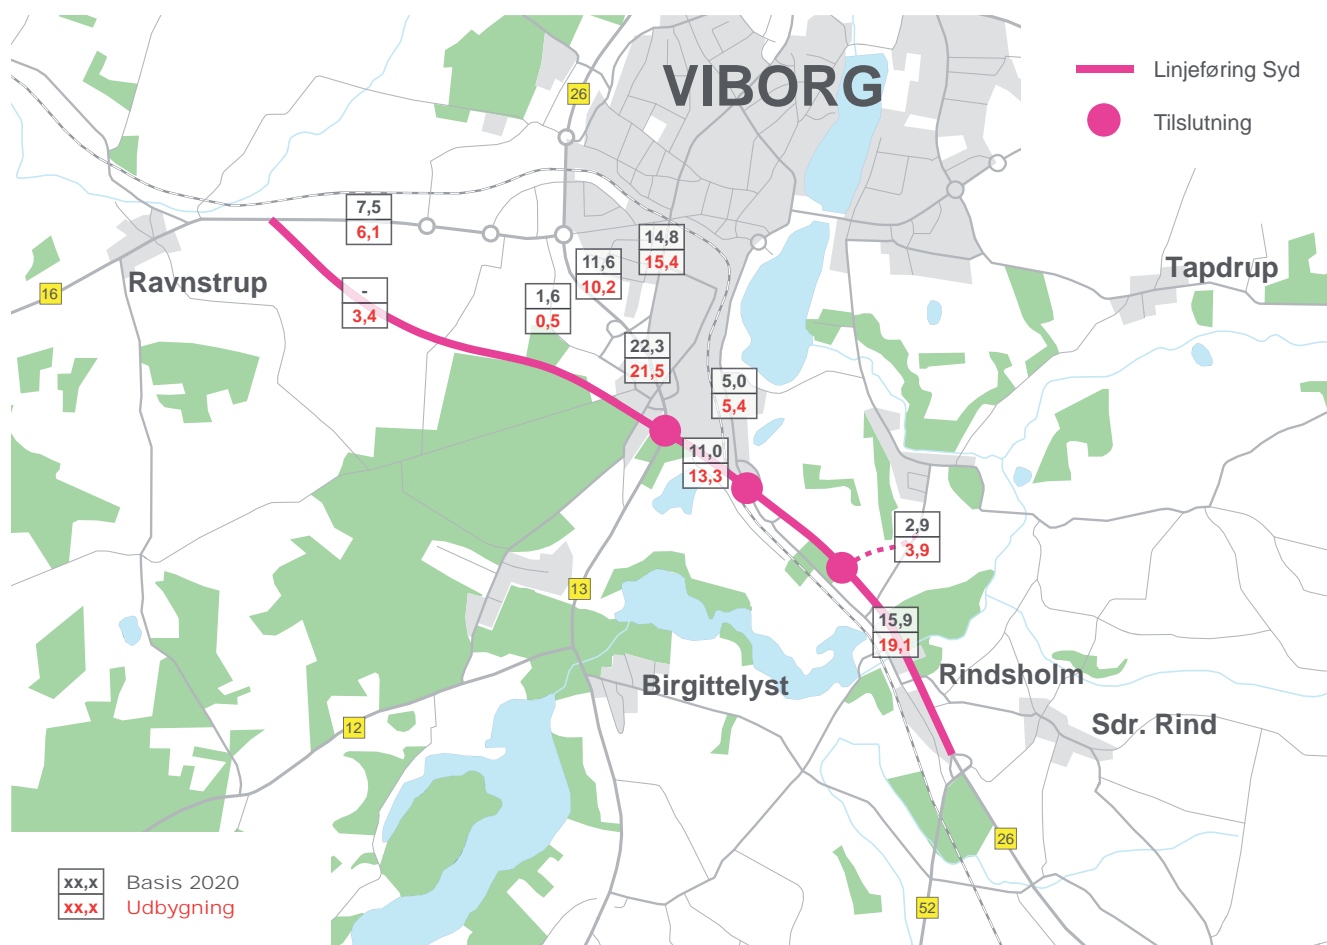 VIBORG
Linjeføring Syd
Tilslutning
26
7,5
6,1
14,8
15,4
11,6
10,2
Tapdrup
Ravnstrup
16
-
3,4
1,6
0,5
22,3
21,5
5,0
5,4
11,0
13,3
2,9
3,9
13
15,9
19,1
Birgittelyst
Rindsholm
Sdr. Rind
12
26
52
xx,x Basis 2020
xx,x Udbygning